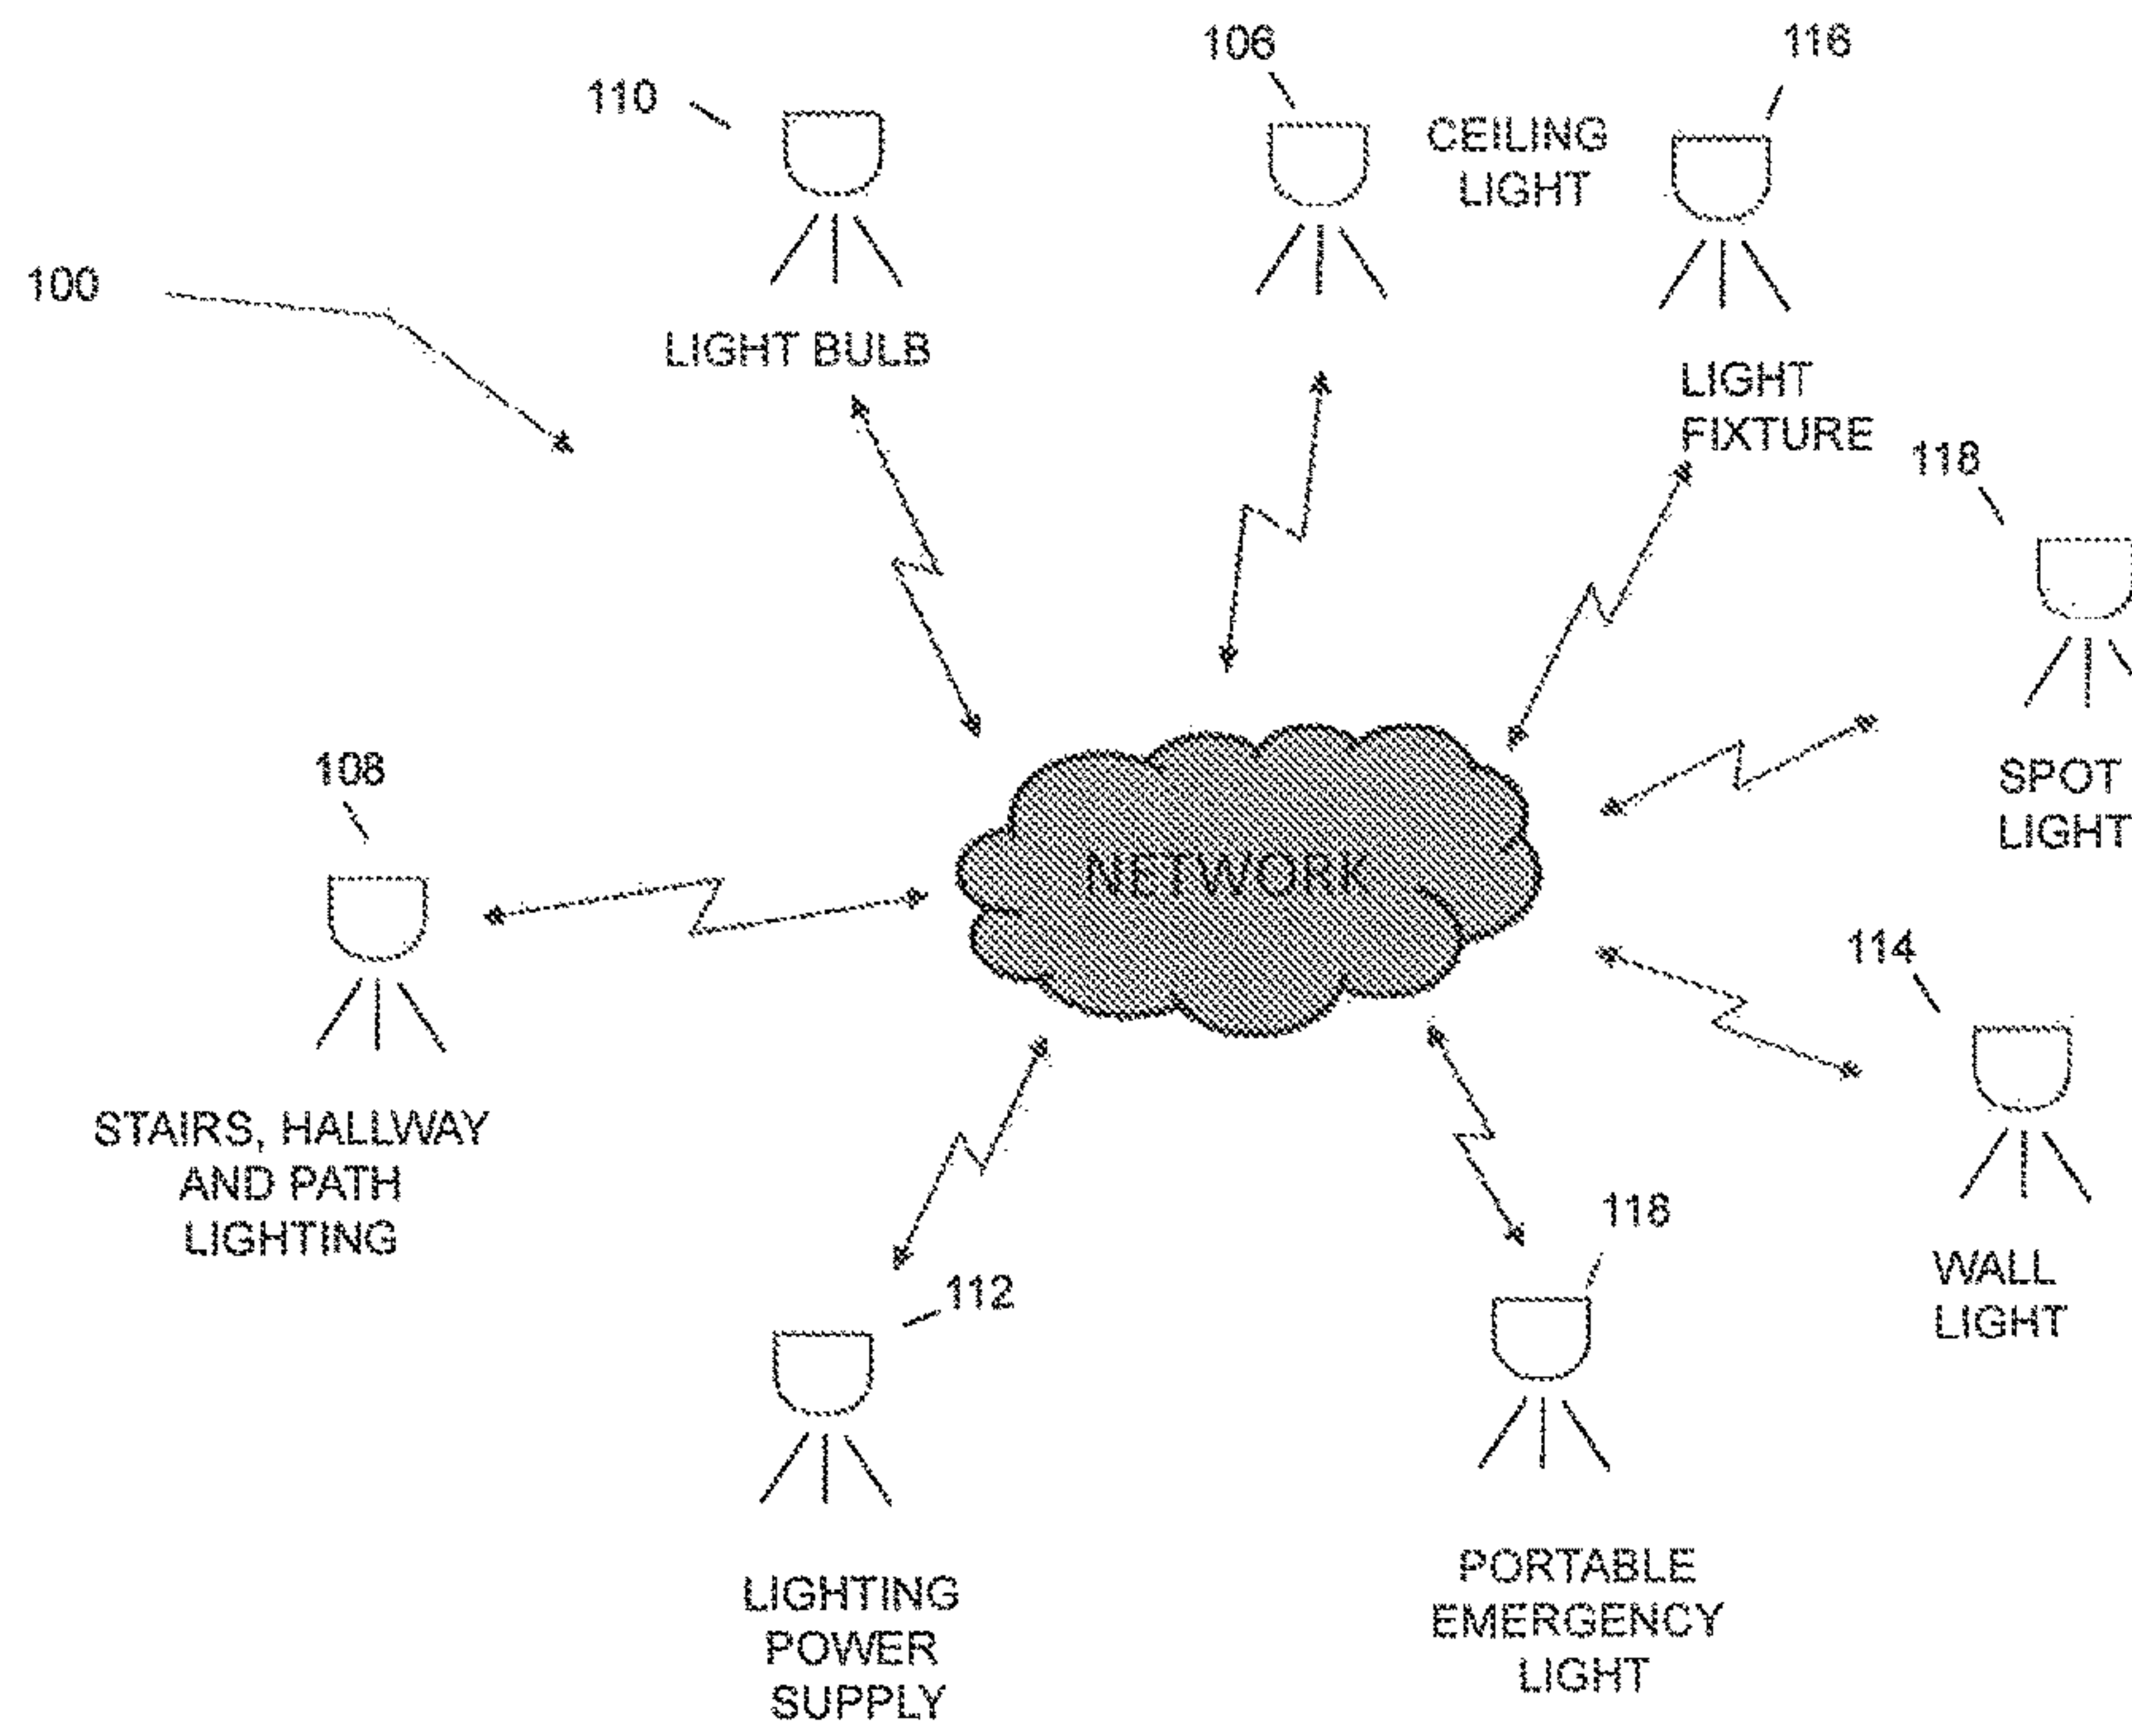 106
116
110
CEILING
LIGHT
100
LIGHT BULB
LIGHT
FIXTURE
118
108
NETWORK
SPOT
LIGHT
114
STAIRS, HALLWAY
AND PATH
LIGHTING
118
112
WALL
LIGHT
LIGHTING
POWER
SUPPLY
PORTABLE
EMERGENCY
LIGHT